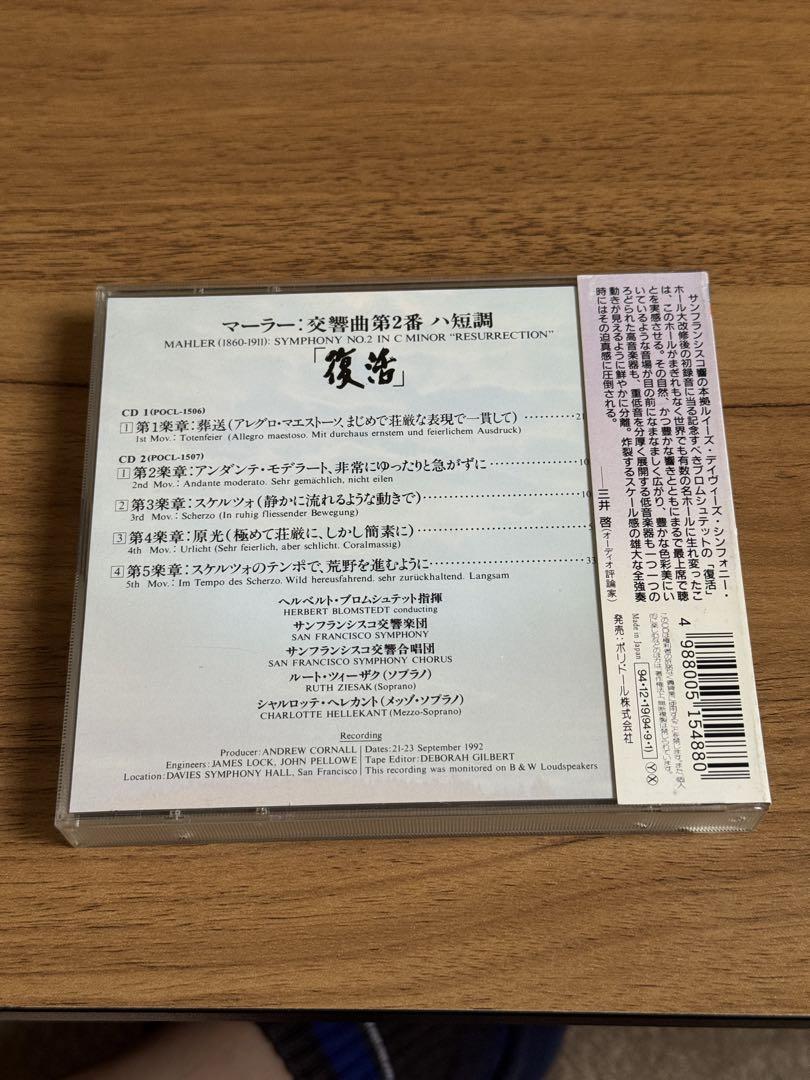 マーラー：交響曲第2番 ハ短調
MAHLER (1860-1911): SYMPHONY NO.2 IN C MINOR “RESURRECTION”
「復活」
CD 1 (POCL-1506)
1 第1楽章：葬送（アレグロ・マエストーソ、まじめで荘厳な表現で一貫して）……… 21
1st Mov.: Totenfeier (Allegro maestoso. Mit durchaus ernstem und feierlichem Ausdruck)
CD 2 (POCL-1507)
1 第2楽章：アンダンテ・モデラート、非常にゆったりと急がずに………
2nd Mov.: Andante moderato. Sehr gemächlich, nicht eilen
2 第3楽章：スケルツォ（静かに流れるような動きで）……… 10
3rd Mov.: Scherzo (In ruhig fliessender Bewegung)
3 第4楽章：原光（極めて荘厳に、しかし簡素に）………
4th Mov.: Urlicht (Sehr feierlich, aber schlicht. Coralmassig)
4 第5楽章：スケルツォのテンポで、荒野を進むように……… 33
5th Mov.: Im Tempo des Scherzo. Wild herausfahrend. sehr zurückhaltend. Langsam
ヘルベルト・ブロムシュテット指揮
HERBERT BLOMSTEDT conducting
サンフランシスコ交響楽団
SAN FRANCISCO SYMPHONY
サンフランシスコ交響合唱団
SAN FRANCISCO SYMPHONY CHORUS
ルート・ツィーザク（ソプラノ）
RUTH ZIESAK (Soprano)
シャルロッテ・ヘレカント（メッゾ・ソプラノ）
CHARLOTTE HELLEKANT (Mezzo-Soprano)
Recording
Producer: ANDREW CORNALL
Engineers: JAMES LOCK, JOHN PELLOWE
Location: DAVIES SYMPHONY HALL, San Francisco
Dates: 21-23 September 1992
Tape Editor: DEBORAH GILBERT
This recording was monitored on B & W Loudspeakers
サンフランシスコ響の本拠ルイーズ・デイヴィーズ・シンフォニー・
ホール大改修後の初録音に当る記念すべきブロムシュテットの「復活」
は、このホールがまぎれもなく世界でも有数の名ホールに生れ変ったこ
とを実感させる。その自然、かつ豊かな響きとともにまるで最上席で聴
いているような音場が目の前になまなましく広がり、豊かな色彩美にい
ろどられた高音楽器も、重低音を分厚く展開する低音楽器も一つ一つの
動きが見えるように鮮やかに分離。炸裂するスケール感の雄大な全強奏
時にはその迫真感に圧倒される。
——三井 啓（オーディオ評論家）
4 988005 154880
Made in Japan
94・12・19(94・9・1)
Ⓨ Ⓧ
発売：ポリドール株式会社